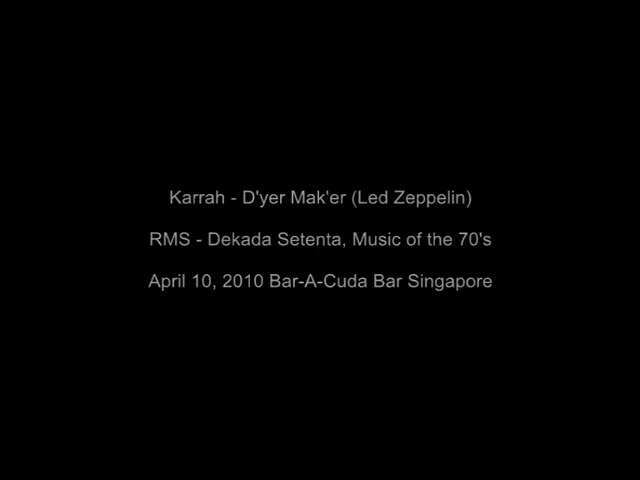 Karrah - D'yer Mak'er (Led Zeppelin)
RMS - Dekada Setenta, Music of the 70's
April 10, 2010 Bar-A-Cuda Bar Singapore